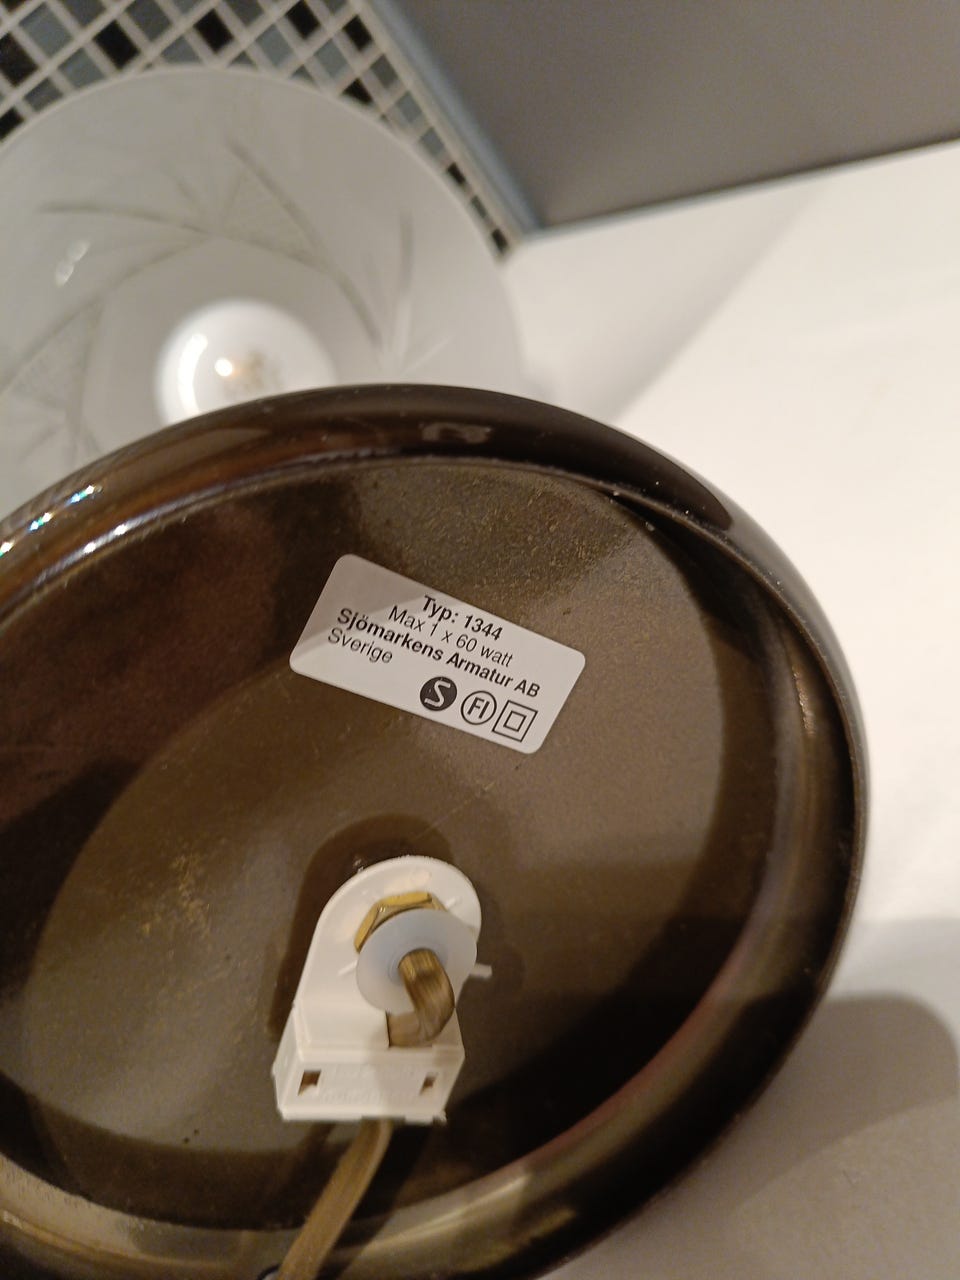 Typ: 1344
Max 1 x 60 watt
Sjömarkens Armatur AB
Sverige
S FI